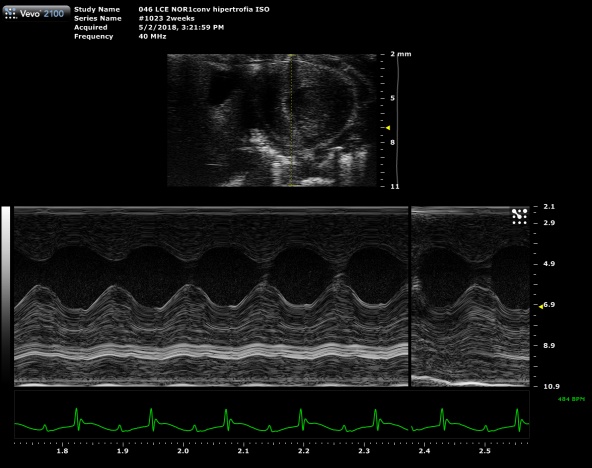 Vevo 2100
Study Name 046 LCE NOR1conv hipertrofia ISO
Series Name #1023 2weeks
Acquired 5/2/2018, 3:21:59 PM
Frequency 40 MHz
2 mm
5
8
11
2.1
2.9
4.9
6.9
8.9
10.9
484 BPM
1.8 1.9 2.0 2.1 2.2 2.3 2.4 2.5